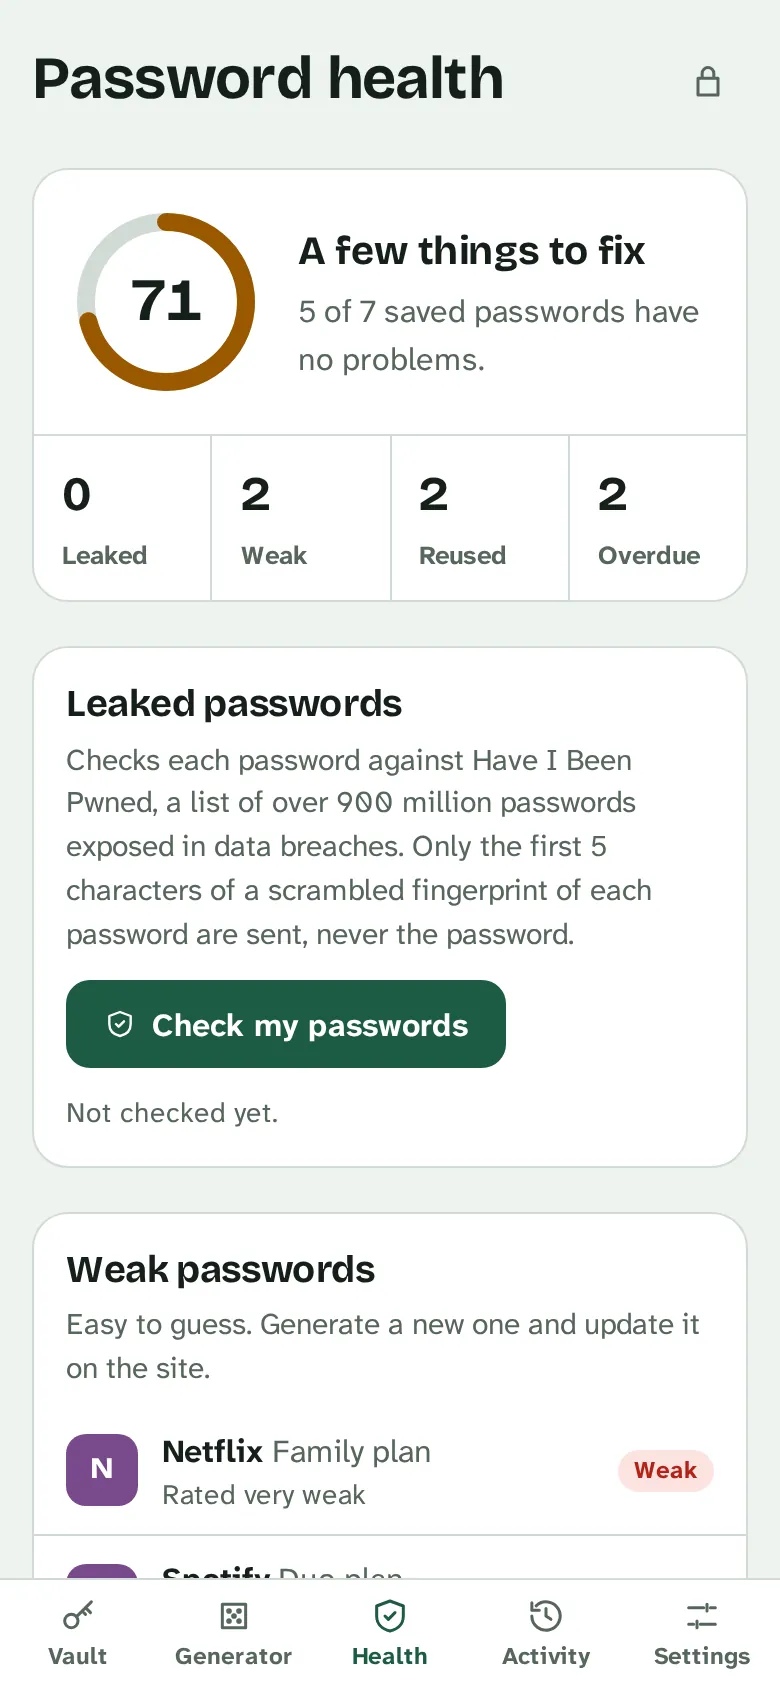 Password health
71
A few things to fix
5 of 7 saved passwords have
no problems.
0
Leaked
2
Weak
2
Reused
2
Overdue
Leaked passwords
Checks each password against Have I Been
Pwned, a list of over 900 million passwords
exposed in data breaches. Only the first 5
characters of a scrambled fingerprint of each
password are sent, never the password.
Check my passwords
Not checked yet.
Weak passwords
Easy to guess. Generate a new one and update it
on the site.
N
Netflix Family plan
Rated very weak
Weak
Spotify Duo plan
Vault
Generator
Health
Activity
Settings